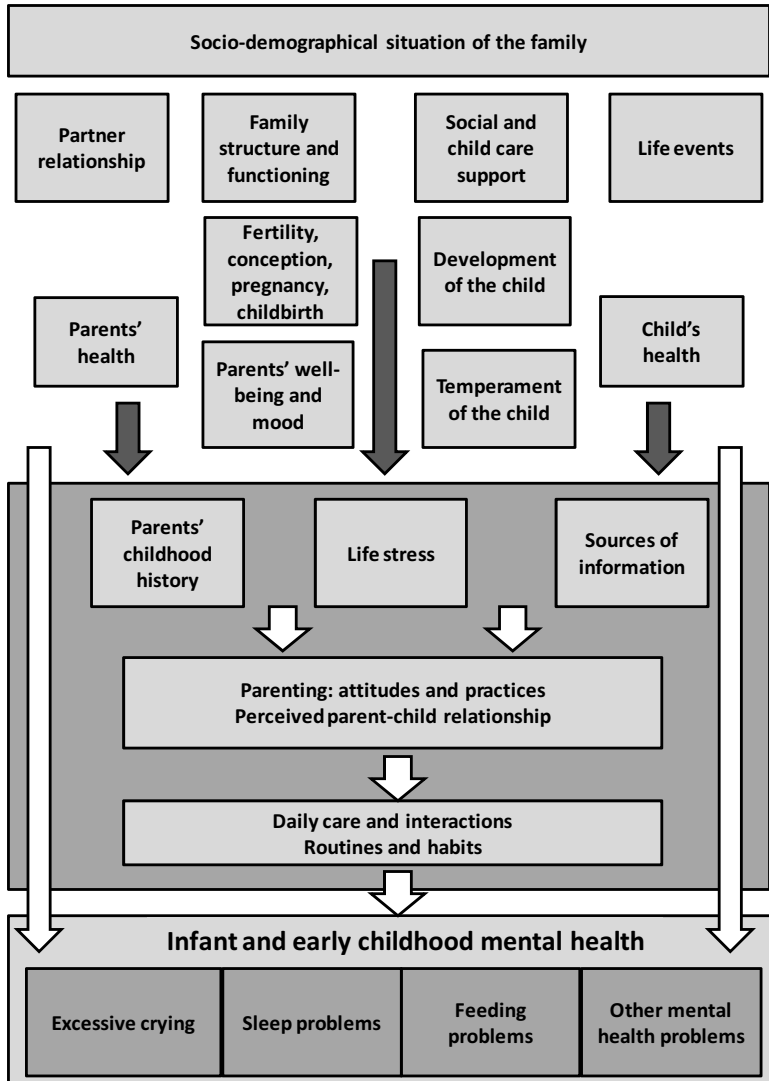 Socio-demographical situation of the family
Partner
relationship
Family
structure and
functioning
Social and
child care
support
Life events
Fertility,
conception,
pregnancy,
childbirth
Development
of the child
Parents’
health
Child’s
health
Parents’ well-
being and
mood
Temperament
of the child
Parents’
childhood
history
Life stress
Sources of
information
Parenting: attitudes and practices
Perceived parent-child relationship
Daily care and interactions
Routines and habits
Infant and early childhood mental health
Excessive crying
Sleep problems
Feeding
problems
Other mental
health problems